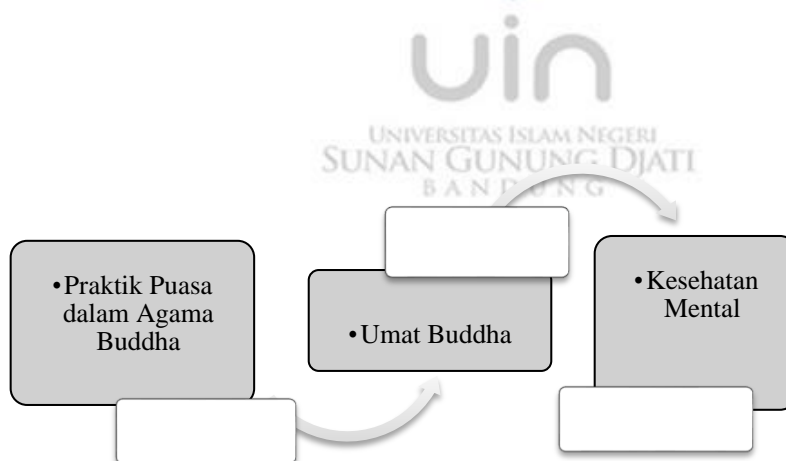 uin
UNIVERSITAS ISLAM NEGERI
SUNAN GUNUNG DJATI
BANDUNG
•Praktik Puasa
dalam Agama
Buddha
•Umat Buddha
•Kesehatan
Mental